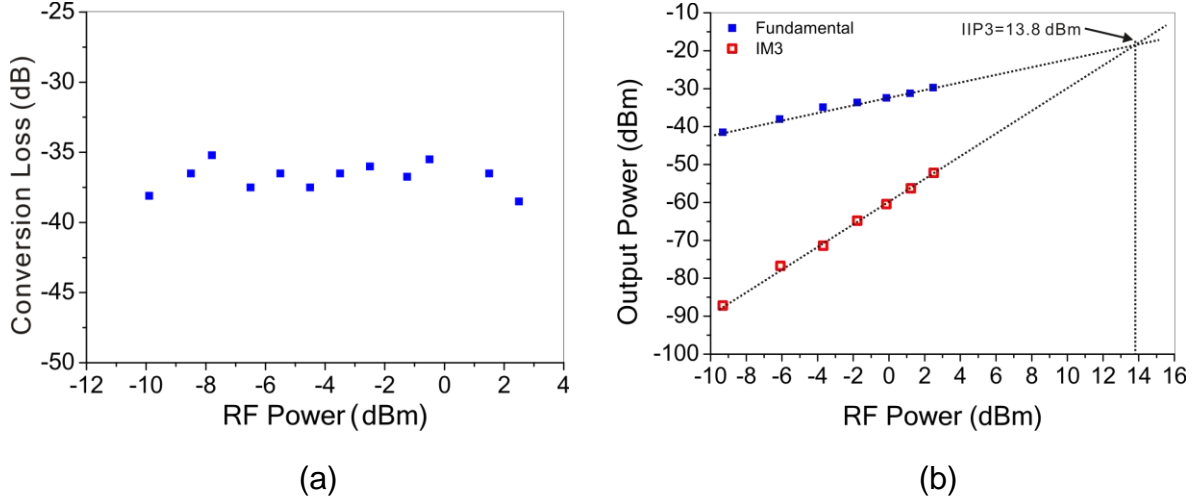 -25
-30
-35
-40
-45
-50
-12 -10 -8 -6 -4 -2 0 2 4
Conversion Loss (dB)
RF Power (dBm)
(a)
-10
-20
-30
-40
-50
-60
-70
-80
-90
-100
-10 -8 -6 -4 -2 0 2 4 6 8 10 12 14 16
Output Power (dBm)
RF Power (dBm)
Fundamental
IM3
IIP3=13.8 dBm
(b)